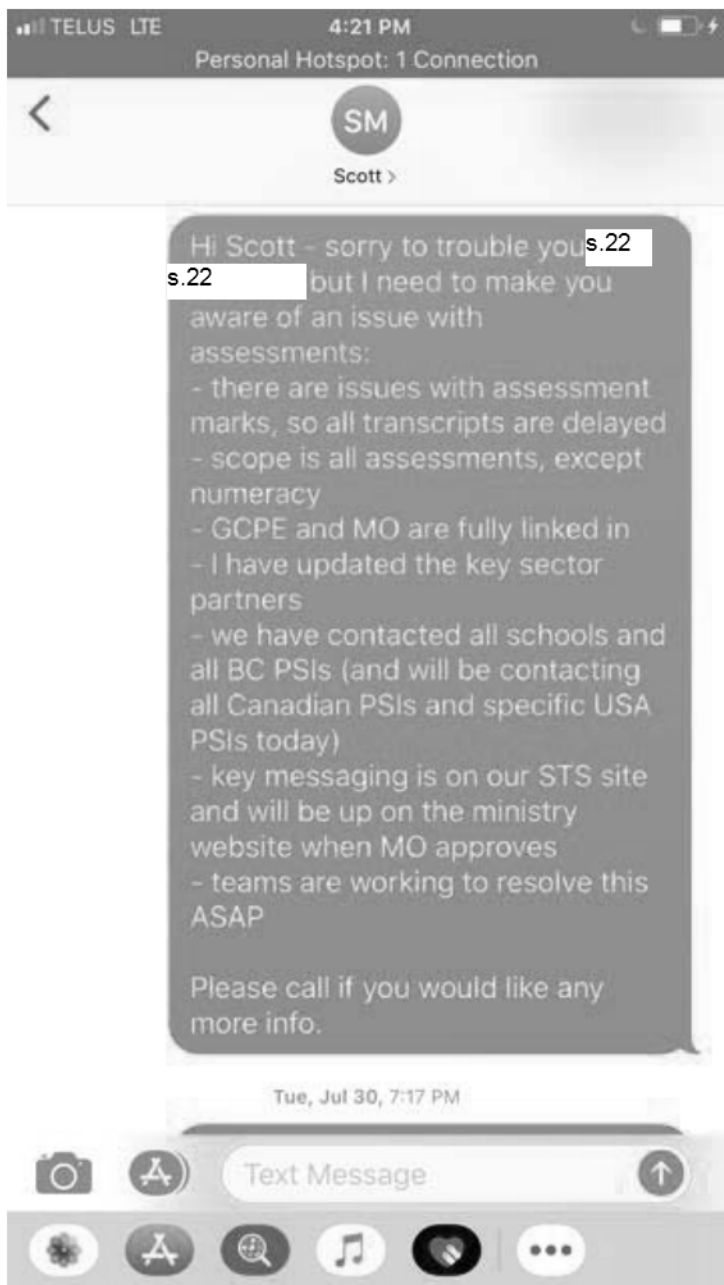 TELUS LTE 4:21 PM
Personal Hotspot: 1 Connection
SM
Scott >
Hi Scott - sorry to trouble you s.22
s.22 but I need to make you
aware of an issue with
assessments:
- there are issues with assessment
marks, so all transcripts are delayed
- scope is all assessments, except
numeracy
- GCPE and MO are fully linked in
- I have updated the key sector
partners
- we have contacted all schools and
all BC PSIs (and will be contacting
all Canadian PSIs and specific USA
PSIs today)
- key messaging is on our STS site
and will be up on the ministry
website when MO approves
- teams are working to resolve this
ASAP
Please call if you would like any
more info.
Tue, Jul 30, 7:17 PM
Text Message